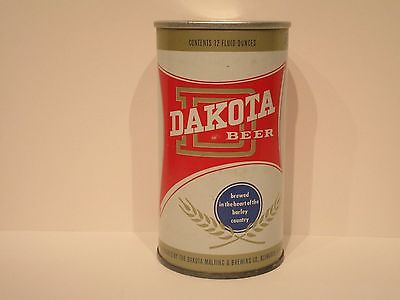 CONTENTS 12 FLUID OUNCES
D
DAKOTA
BEER
brewed
in the heart of the
barley
country
BY THE DAKOTA MALTING & BREWING CO.